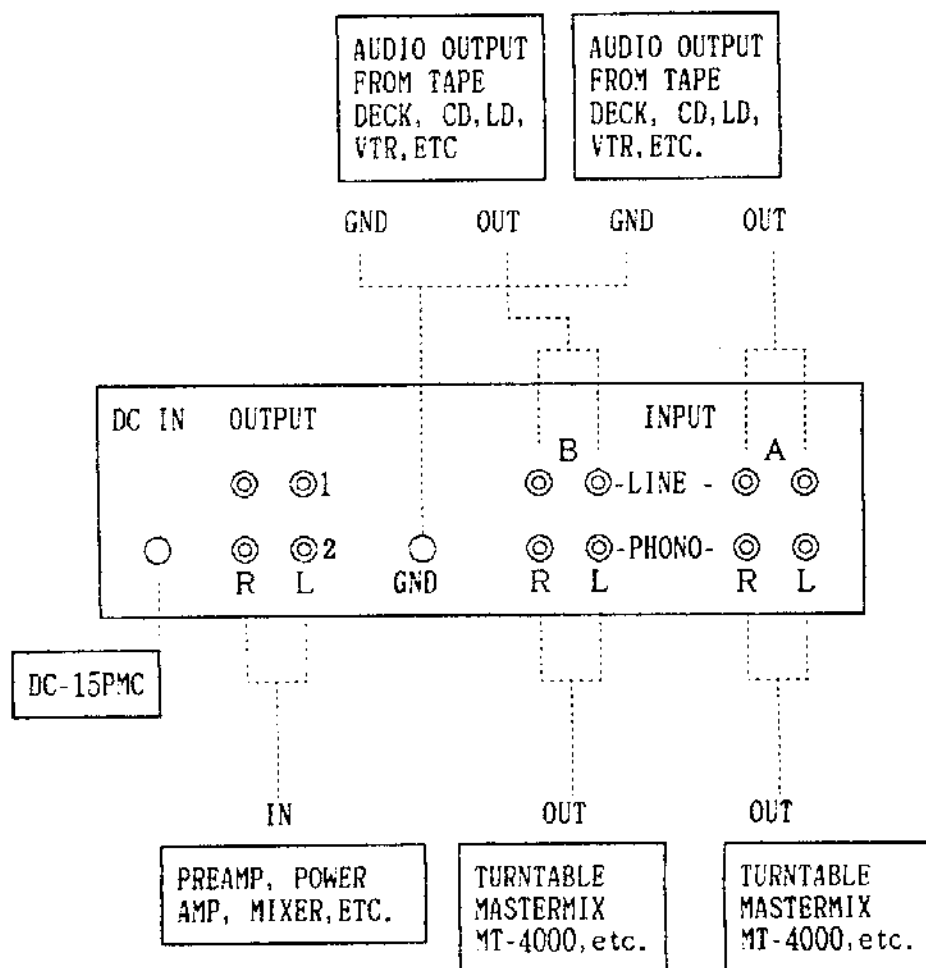 AUDIO OUTPUT
FROM TAPE
DECK, CD,LD,
VTR,ETC
AUDIO OUTPUT
FROM TAPE
DECK, CD,LD,
VTR,ETC.
GND OUT GND OUT
DC IN OUTPUT INPUT
B A
1 -LINE -
2 -PHONO-
R L GND R L R L
DC-15PMC
IN OUT OUT
PREAMP, POWER
AMP, MIXER,ETC.
TURNTABLE
MASTERMIX
MT-4000,etc.
TURNTABLE
MASTERMIX
MT-4000,etc.